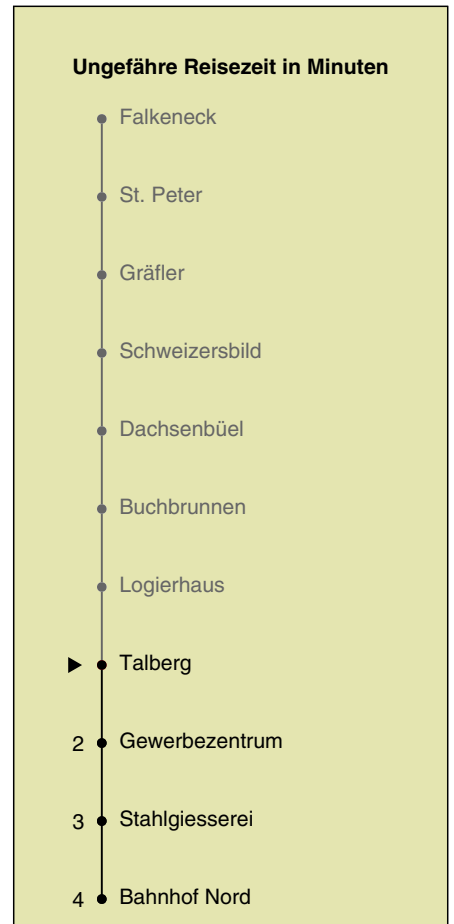 Ungefähre Reisezeit in Minuten
Falkeneck
St. Peter
Gräfler
Schweizersbild
Dachsenbüel
Buchbrunnen
Logierhaus
Talberg
2 Gewerbezentrum
3 Stahlgiesserei
4 Bahnhof Nord